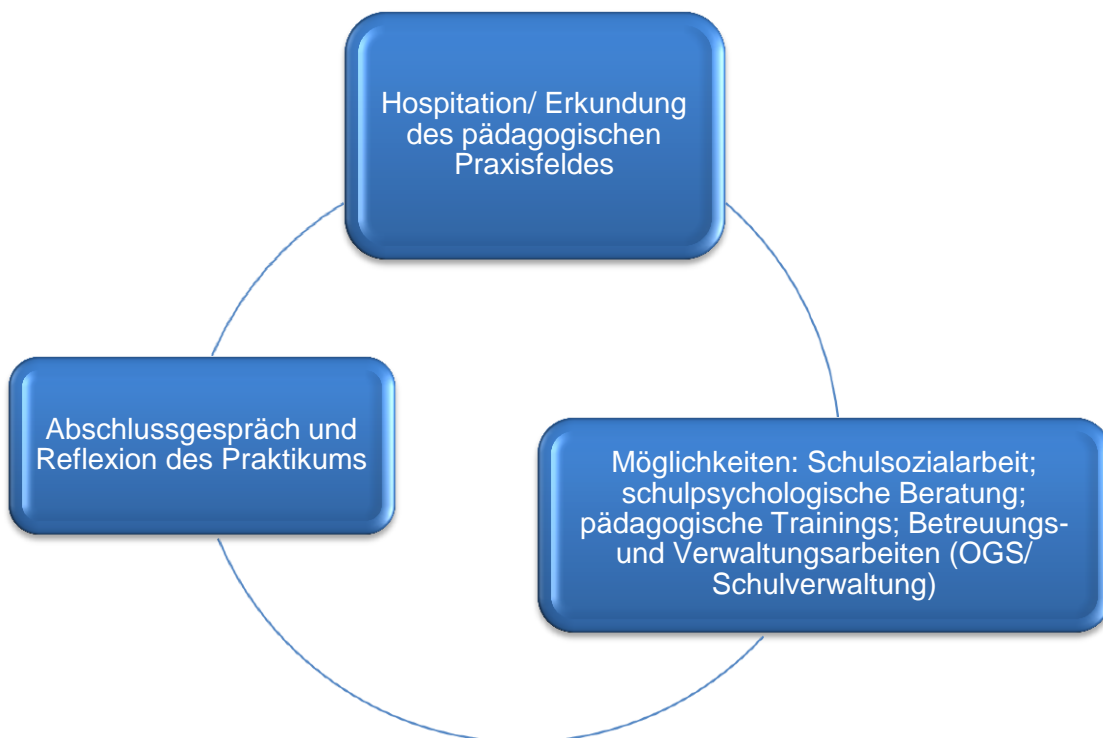 Hospitation/ Erkundung
des pädagogischen
Praxisfeldes
Abschlussgespräch und
Reflexion des Praktikums
Möglichkeiten: Schulsozialarbeit;
schulpsychologische Beratung;
pädagogische Trainings; Betreuungs-
und Verwaltungsarbeiten (OGS/
Schulverwaltung)